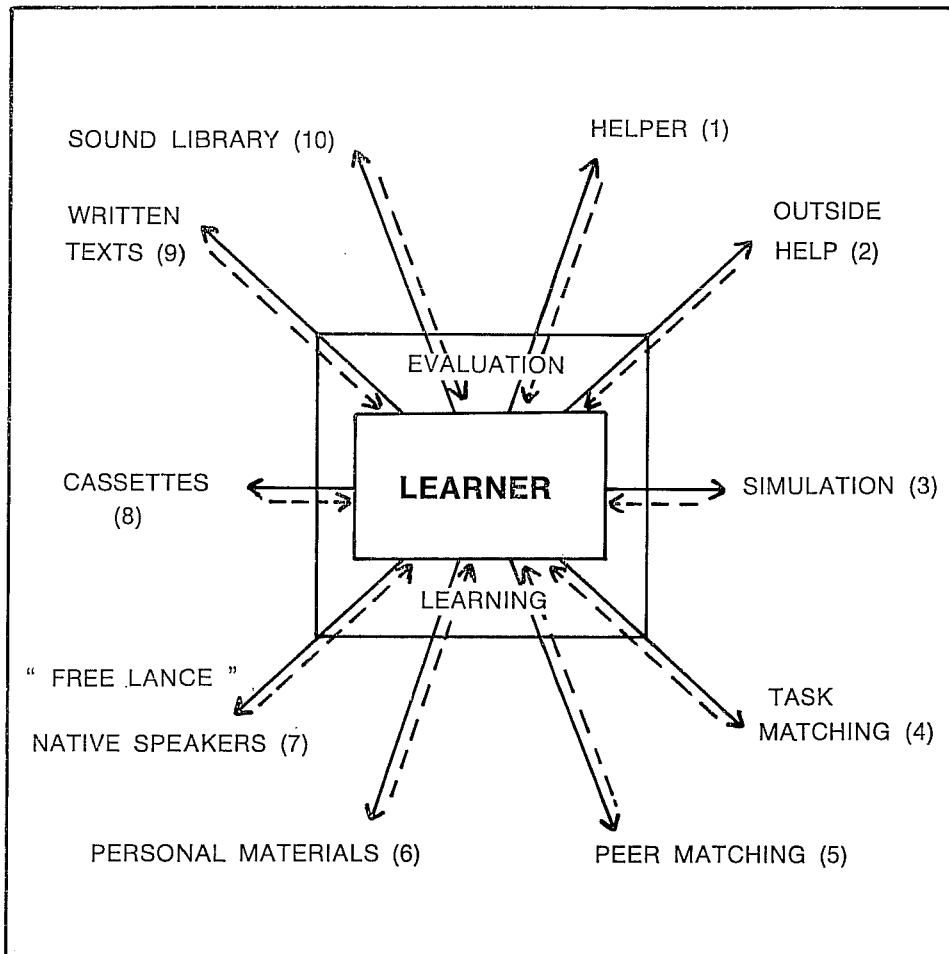 SOUND LIBRARY (10)
HELPER (1)
WRITTEN
TEXTS (9)
OUTSIDE
HELP (2)
EVALUATION
CASSETTES
(8)
LEARNER
SIMULATION (3)
LEARNING
" FREE LANCE "
NATIVE SPEAKERS (7)
TASK
MATCHING (4)
PERSONAL MATERIALS (6)
PEER MATCHING (5)